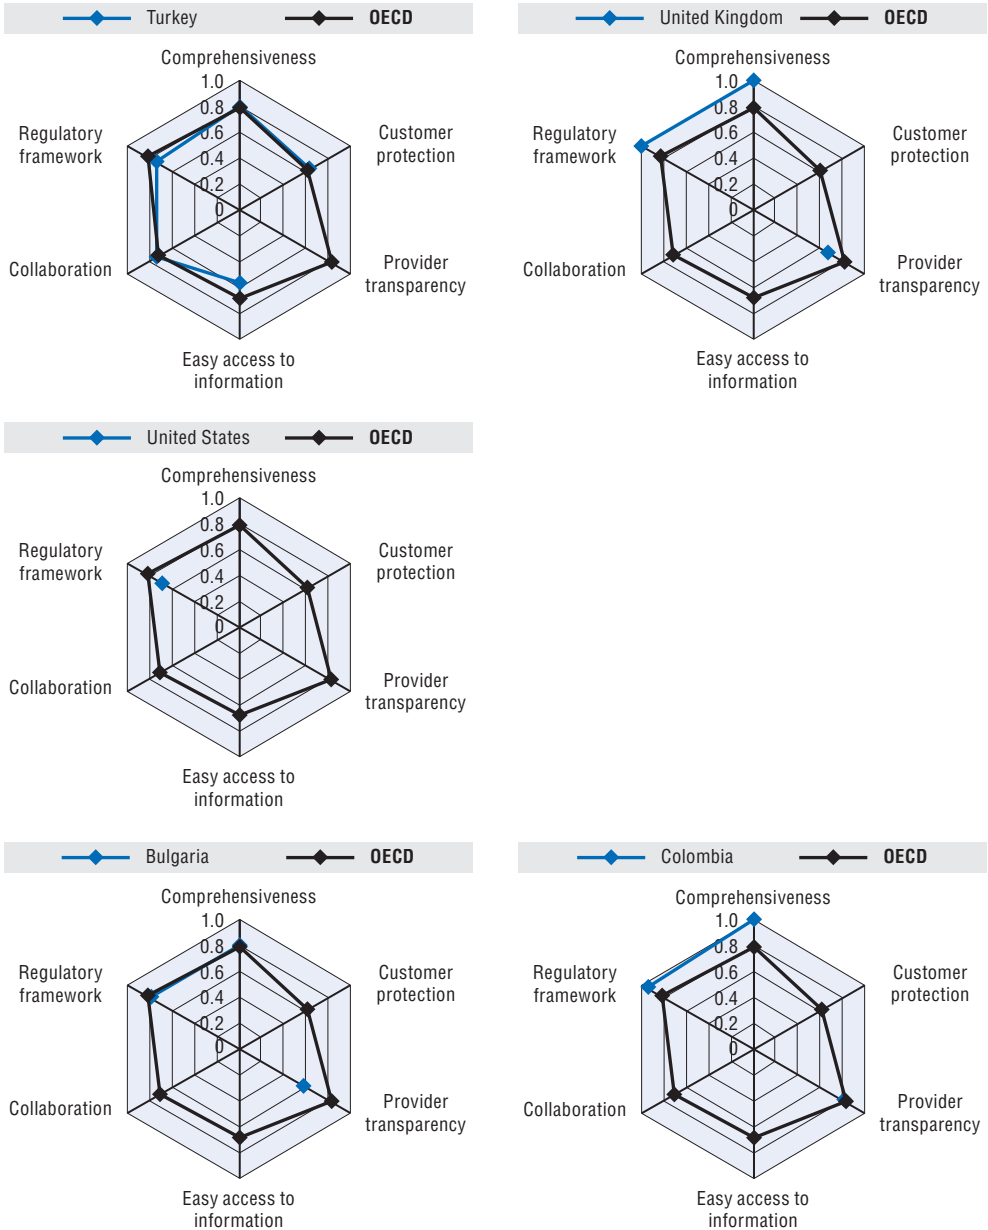 Turkey OECD
Comprehensiveness
1.0
0.8
0.6
0.4
0.2
0
Customer
protection
Provider
transparency
Easy access to
information
Collaboration
Regulatory
framework
United Kingdom OECD
Comprehensiveness
1.0
0.8
0.6
0.4
0.2
0
Customer
protection
Provider
transparency
Easy access to
information
Collaboration
Regulatory
framework
United States OECD
Comprehensiveness
1.0
0.8
0.6
0.4
0.2
0
Customer
protection
Provider
transparency
Easy access to
information
Collaboration
Regulatory
framework
Bulgaria OECD
Comprehensiveness
1.0
0.8
0.6
0.4
0.2
0
Customer
protection
Provider
transparency
Easy access to
information
Collaboration
Regulatory
framework
Colombia OECD
Comprehensiveness
1.0
0.8
0.6
0.4
0.2
0
Customer
protection
Provider
transparency
Easy access to
information
Collaboration
Regulatory
framework